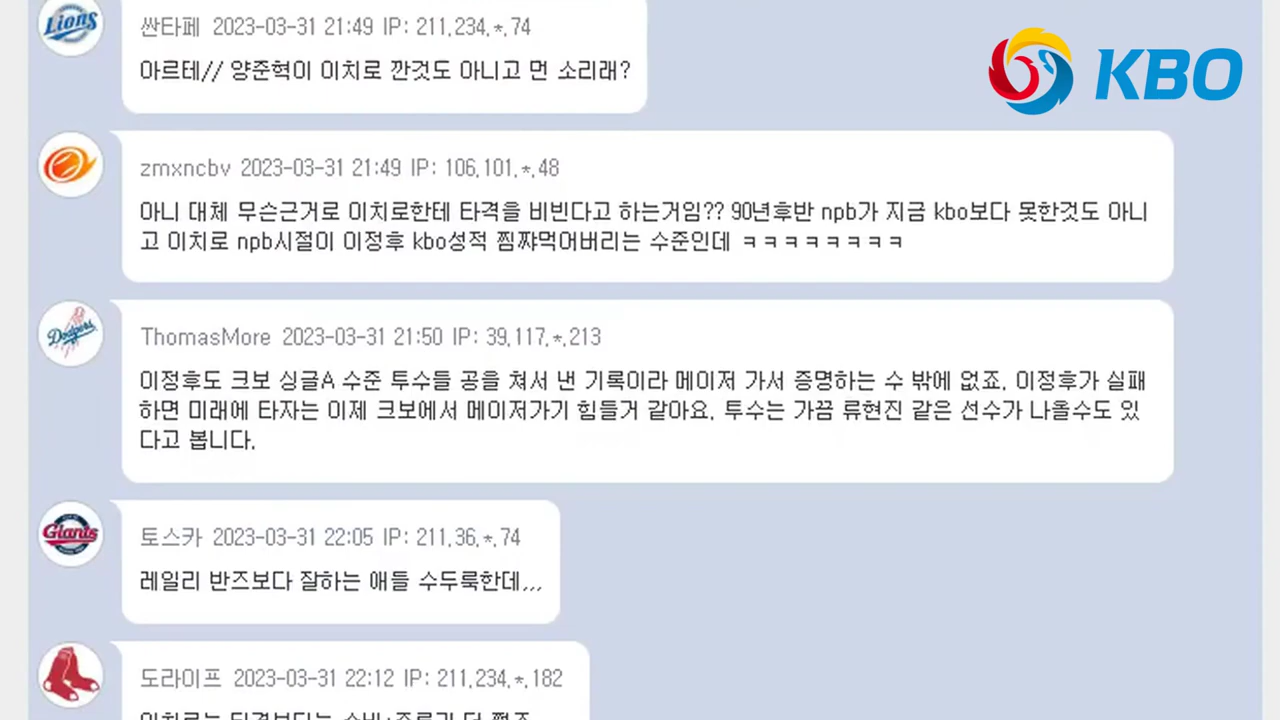 Lions
싼타페 2023-03-31 21:49 IP: 211.234.*.74
KBO
아르테// 양준혁이 이치로 깐것도 아니고 먼 소리래?
zmxncbv 2023-03-31 21:49 IP: 106.101.*.48
아니 대체 무슨근거로 이치로한테 타격을 비빈다고 하는거임?? 90년후반 npb가 지금 kbo보다 못한것도 아니
고 이치로 npb시절이 이정후 kbo성적 찜쪄먹어버리는 수준인데 ㅋㅋㅋㅋㅋㅋㅋㅋ
Dodgers
ThomasMore 2023-03-31 21:50 IP: 39.117.*.213
이정후도 크보 싱글A 수준 투수들 공을 쳐서 낸 기록이라 메이저 가서 증명하는 수 밖에 없죠. 이정후가 실패
하면 미래에 타자는 이제 크보에서 메이저가기 힘들거 같아요. 투수는 가끔 류현진 같은 선수가 나올수도 있
다고 봅니다.
Giants
토스카 2023-03-31 22:05 IP: 211.36.*.74
레일리 반즈보다 잘하는 애들 수두룩한데...
도라이프 2023-03-31 22:12 IP: 211.234.*.182